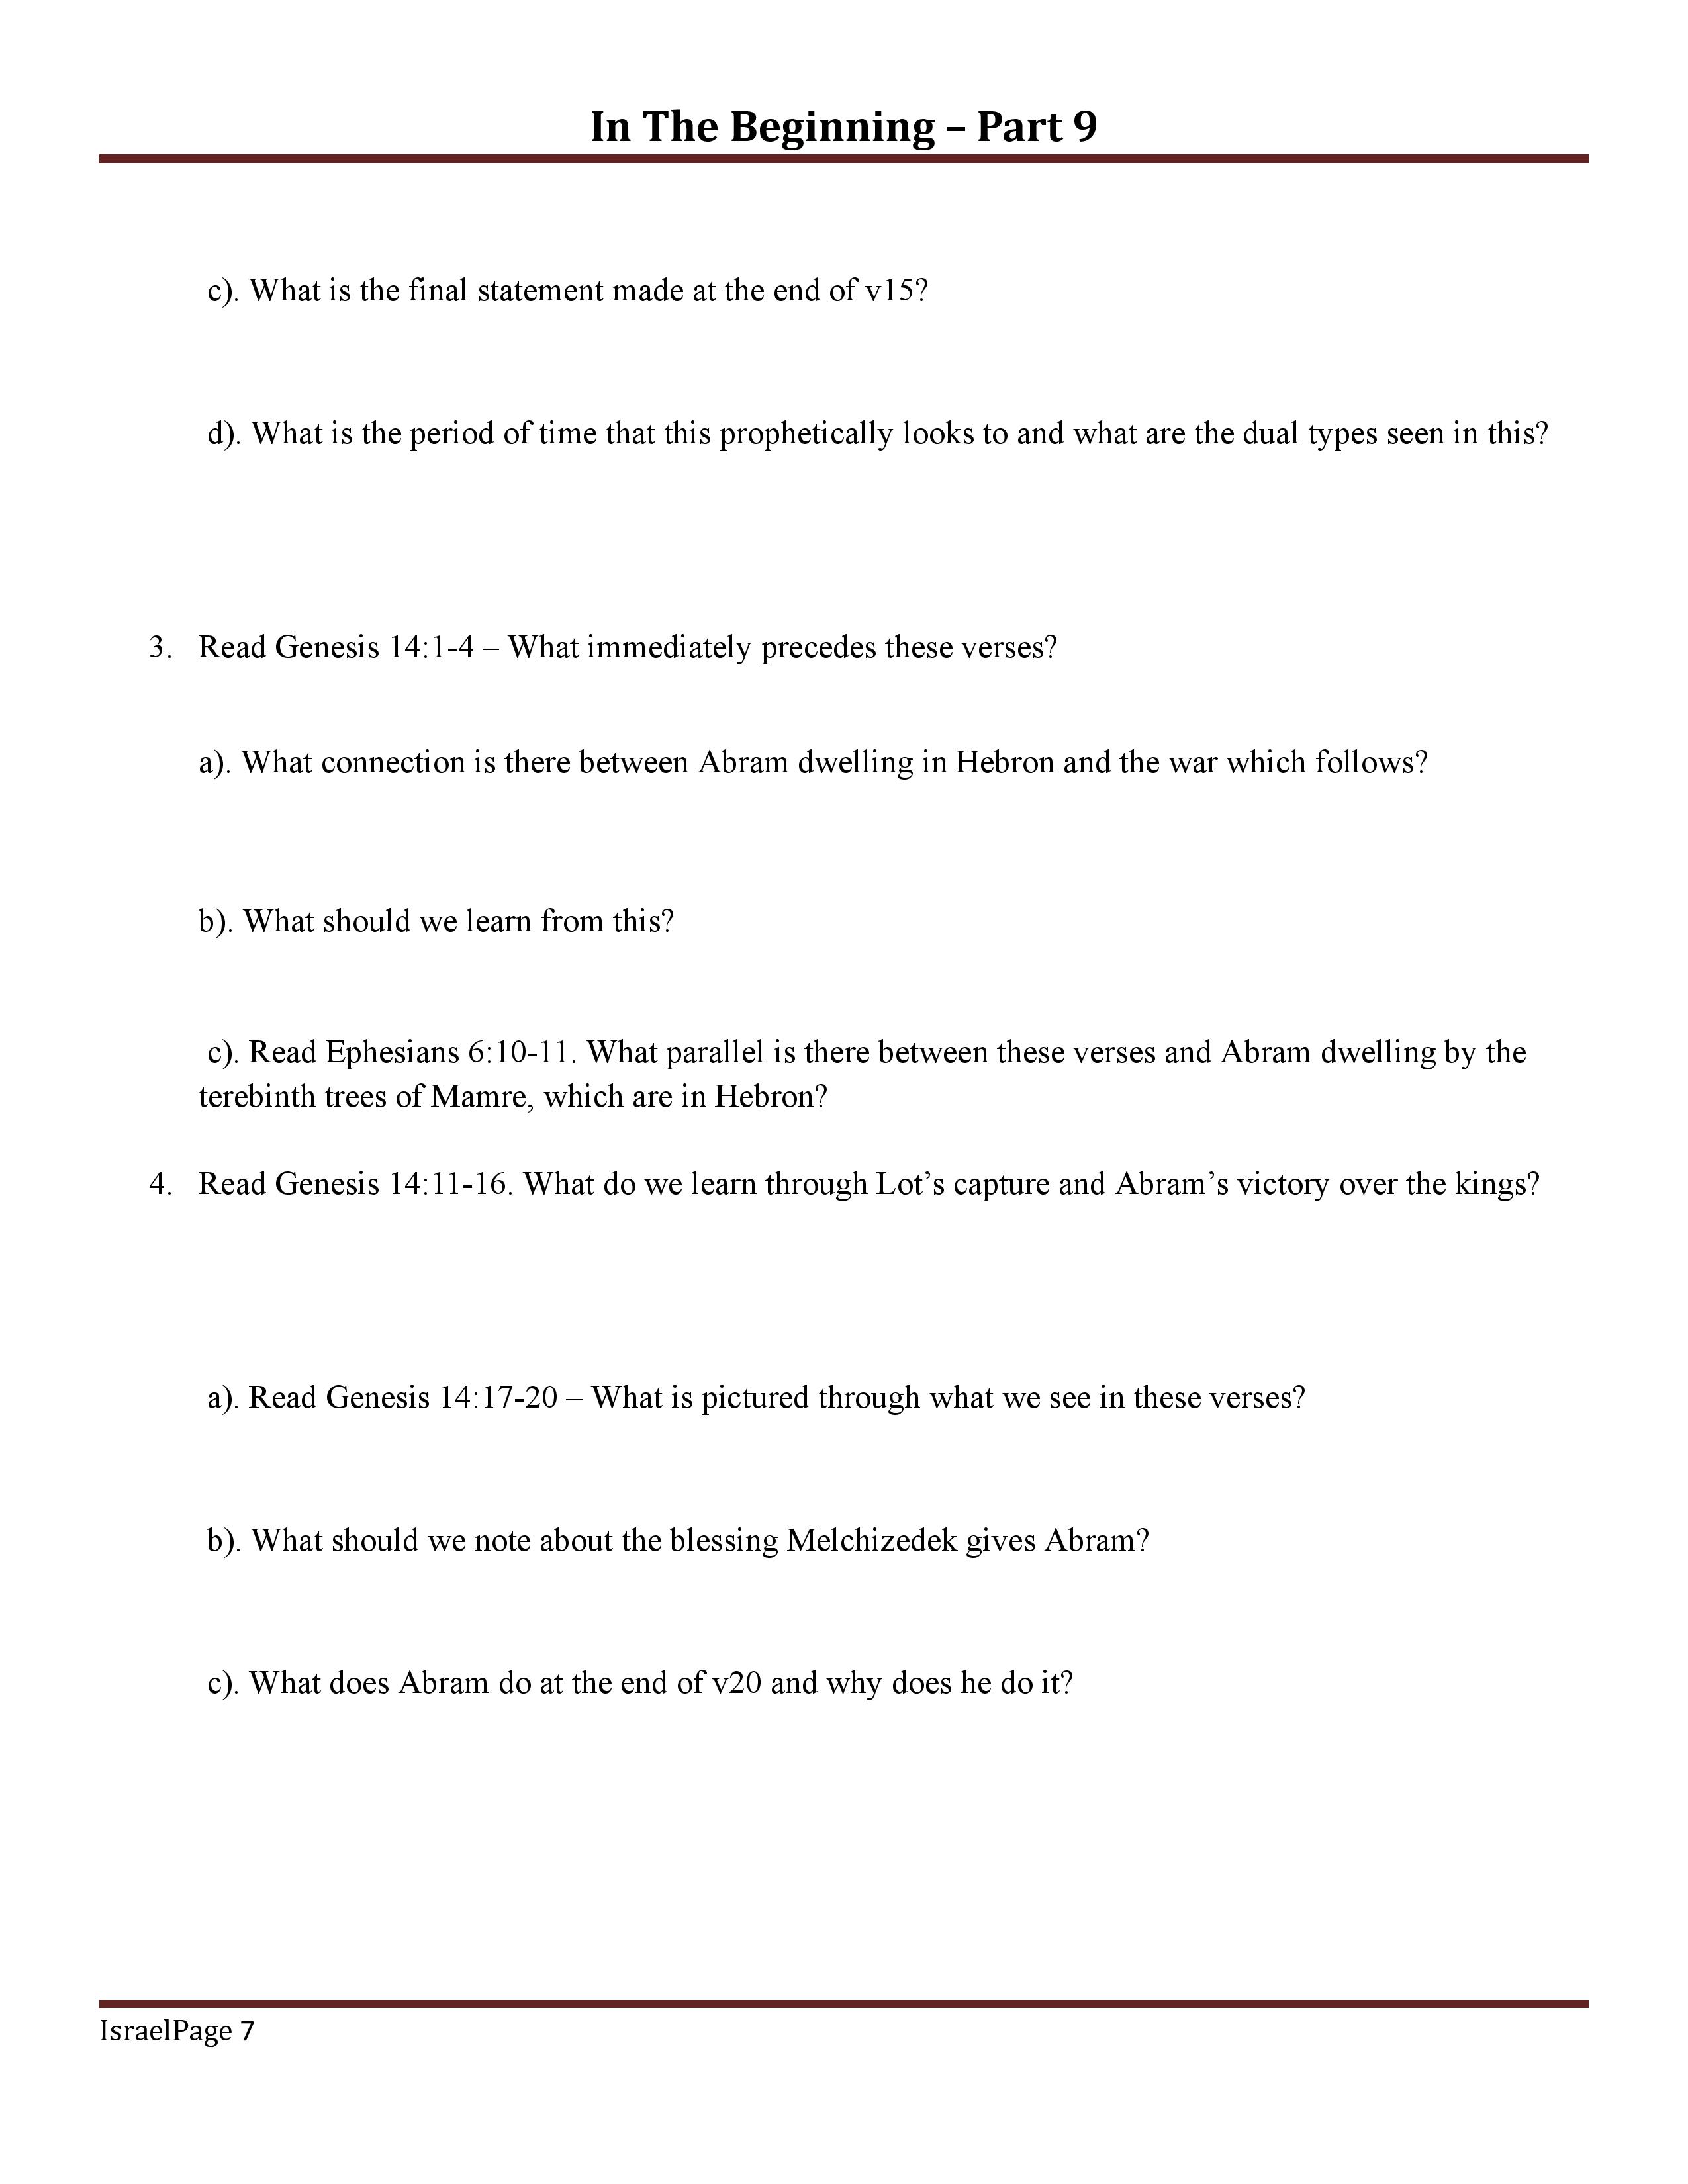 In The Beginning – Part 9
c). What is the final statement made at the end of v15?
d). What is the period of time that this prophetically looks to and what are the dual types seen in this?
3. Read Genesis 14:1-4 – What immediately precedes these verses?
a). What connection is there between Abram dwelling in Hebron and the war which follows?
b). What should we learn from this?
c). Read Ephesians 6:10-11. What parallel is there between these verses and Abram dwelling by the
terebinth trees of Mamre, which are in Hebron?
4. Read Genesis 14:11-16. What do we learn through Lot’s capture and Abram’s victory over the kings?
a). Read Genesis 14:17-20 – What is pictured through what we see in these verses?
b). What should we note about the blessing Melchizedek gives Abram?
c). What does Abram do at the end of v20 and why does he do it?
IsraelPage 7